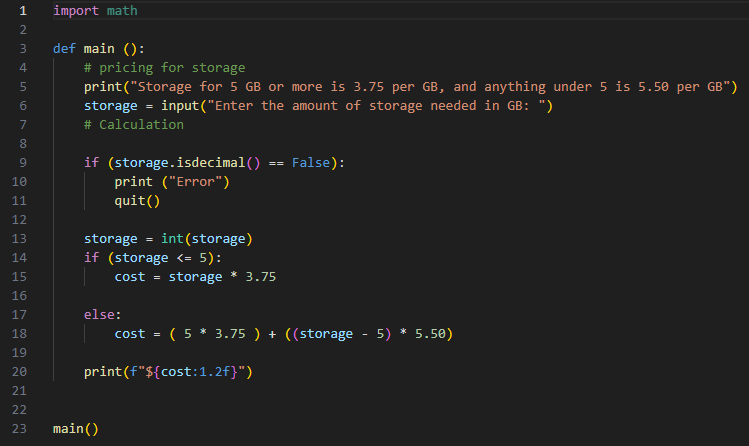 1 import math
2
3 def main ():
4     # pricing for storage
5     print("Storage for 5 GB or more is 3.75 per GB, and anything under 5 is 5.50 per GB")
6     storage = input("Enter the amount of storage needed in GB: ")
7     # Calculation
8
9     if (storage.isdecimal() == False):
10         print ("Error")
11         quit()
12
13     storage = int(storage)
14     if (storage <= 5):
15         cost = storage * 3.75
16
17     else:
18         cost = ( 5 * 3.75 ) + ((storage - 5) * 5.50)
19
20     print(f"${cost:1.2f}")
21
22
23 main()